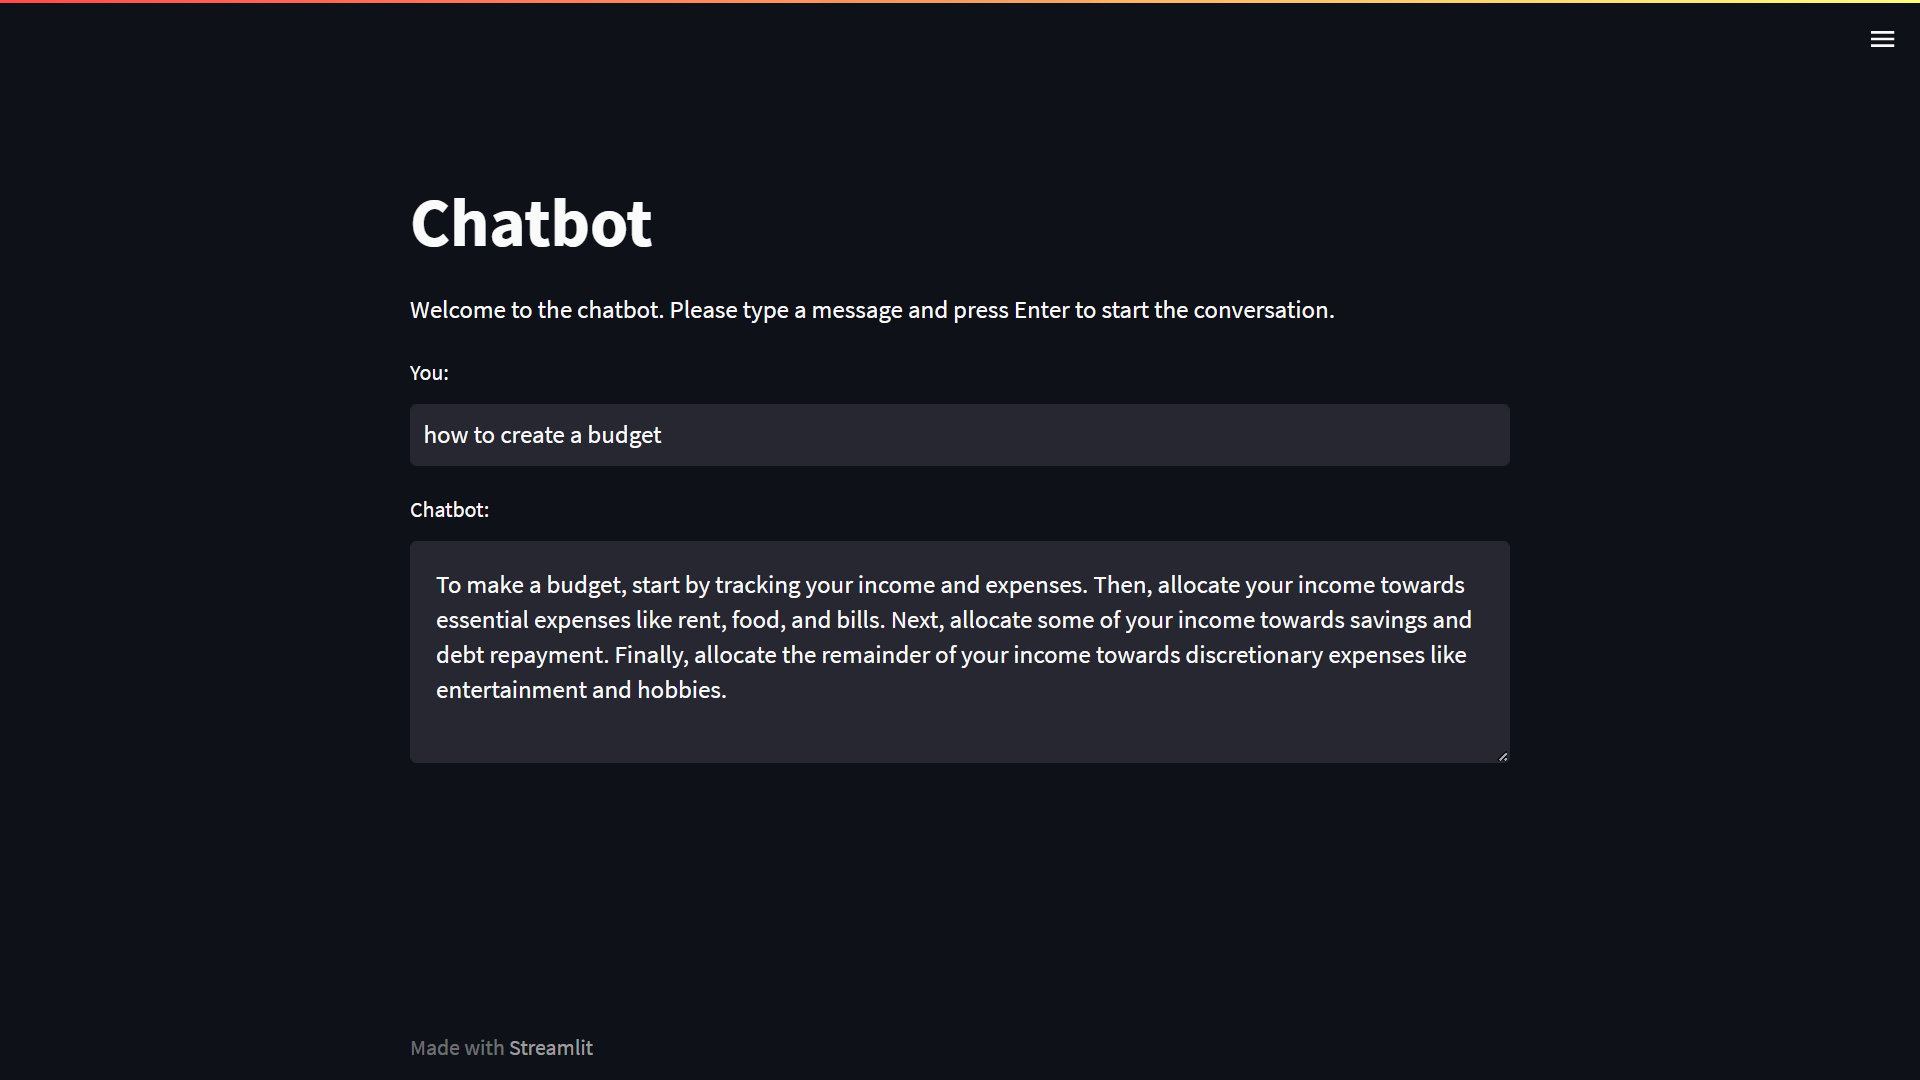 Chatbot
Welcome to the chatbot. Please type a message and press Enter to start the conversation.
You:
how to create a budget
Chatbot:
To make a budget, start by tracking your income and expenses. Then, allocate your income towards
essential expenses like rent, food, and bills. Next, allocate some of your income towards savings and
debt repayment. Finally, allocate the remainder of your income towards discretionary expenses like
entertainment and hobbies.
Made with Streamlit